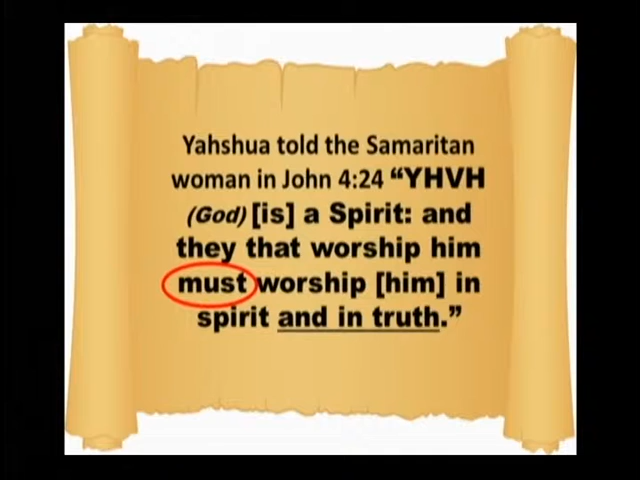 Yahshua told the Samaritan
woman in John 4:24 “YHVH
(God) [is] a Spirit: and
they that worship him
must worship [him] in
spirit and in truth.”